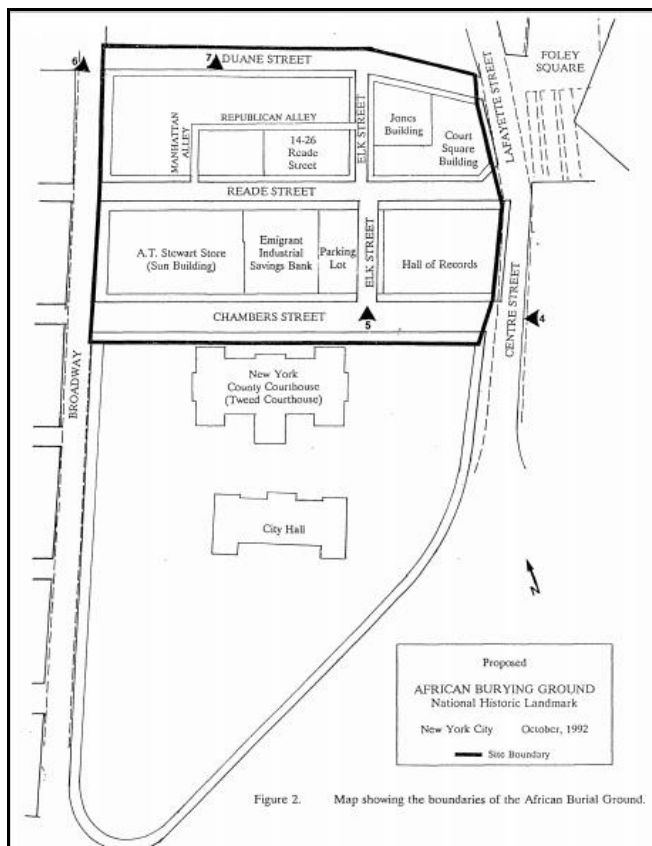 6
7
DUANE STREET
LAFAYETTE STREET
FOLEY
SQUARE
MANHATTAN
ALLEY
REPUBLICAN ALLEY
14-26
Reade
Street
ELK STREET
Jones
Building
Court
Square
Building
READE STREET
A.T. Stewart Store
(Sun Building)
Emigrant
Industrial
Savings Bank
Parking
Lot
ELK STREET
Hall of Records
CHAMBERS STREET
5
CENTRE STREET
4
BROADWAY
New York
County Courthouse
(Tweed Courthouse)
City Hall
N
Proposed
AFRICAN BURYING GROUND
National Historic Landmark
New York City October, 1992
Site Boundary
Figure 2. Map showing the boundaries of the African Burial Ground.